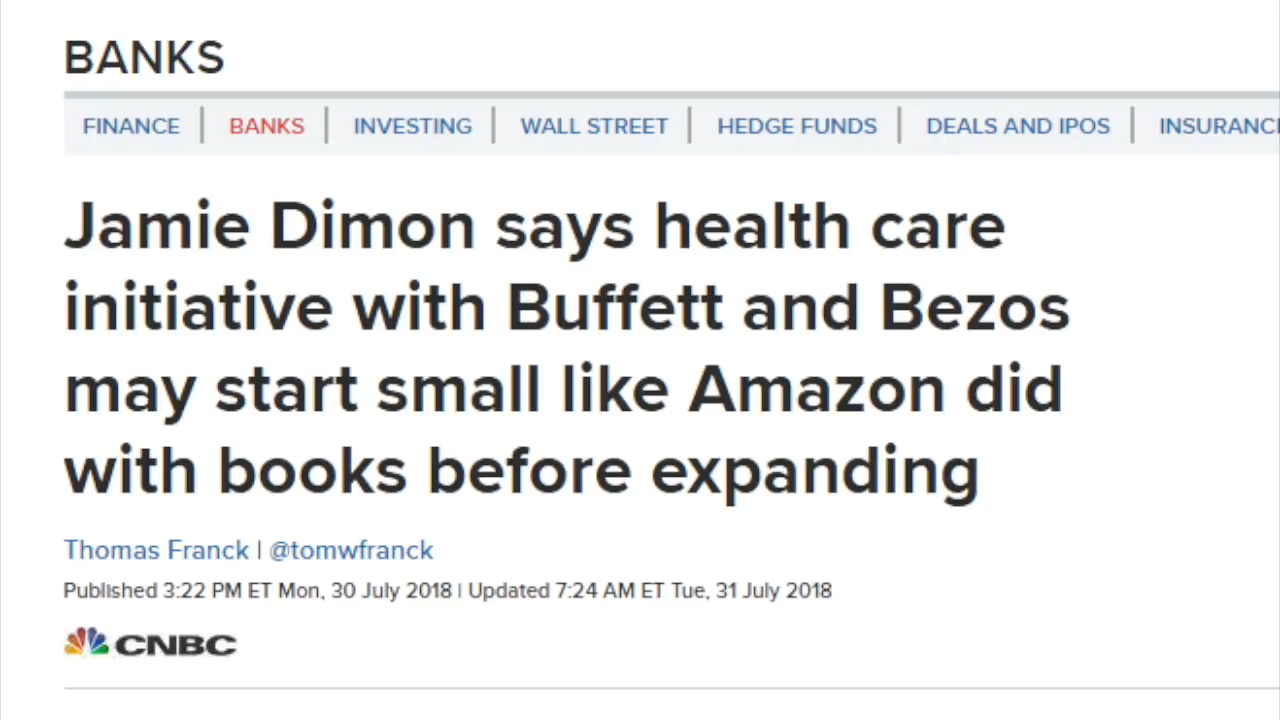 BANKS
FINANCE | BANKS | INVESTING | WALL STREET | HEDGE FUNDS | DEALS AND IPOS | INSURANC
Jamie Dimon says health care
initiative with Buffett and Bezos
may start small like Amazon did
with books before expanding
Thomas Franck | @tomwfranck
Published 3:22 PM ET Mon, 30 July 2018 | Updated 7:24 AM ET Tue, 31 July 2018
CNBC